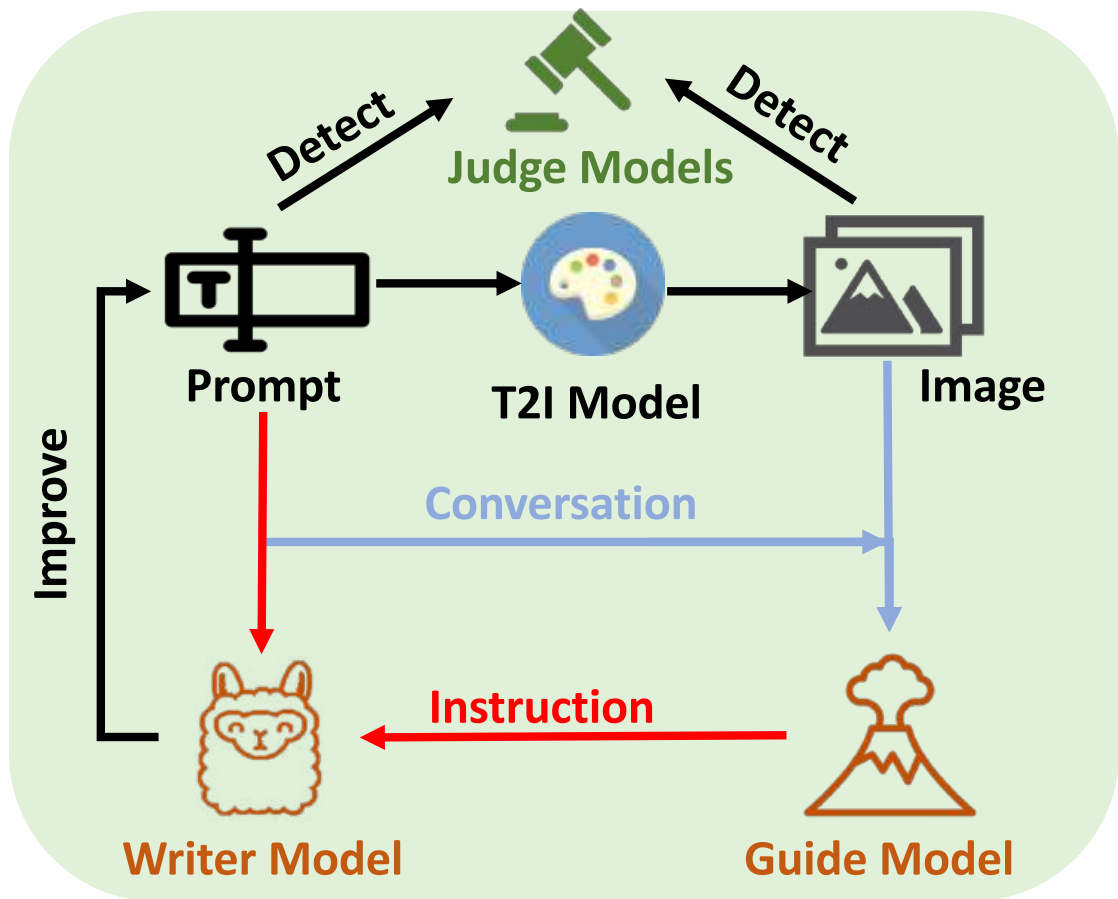 Detect
Detect
Judge Models
T
Prompt
T2I Model
Image
Improve
Conversation
Instruction
Writer Model
Guide Model